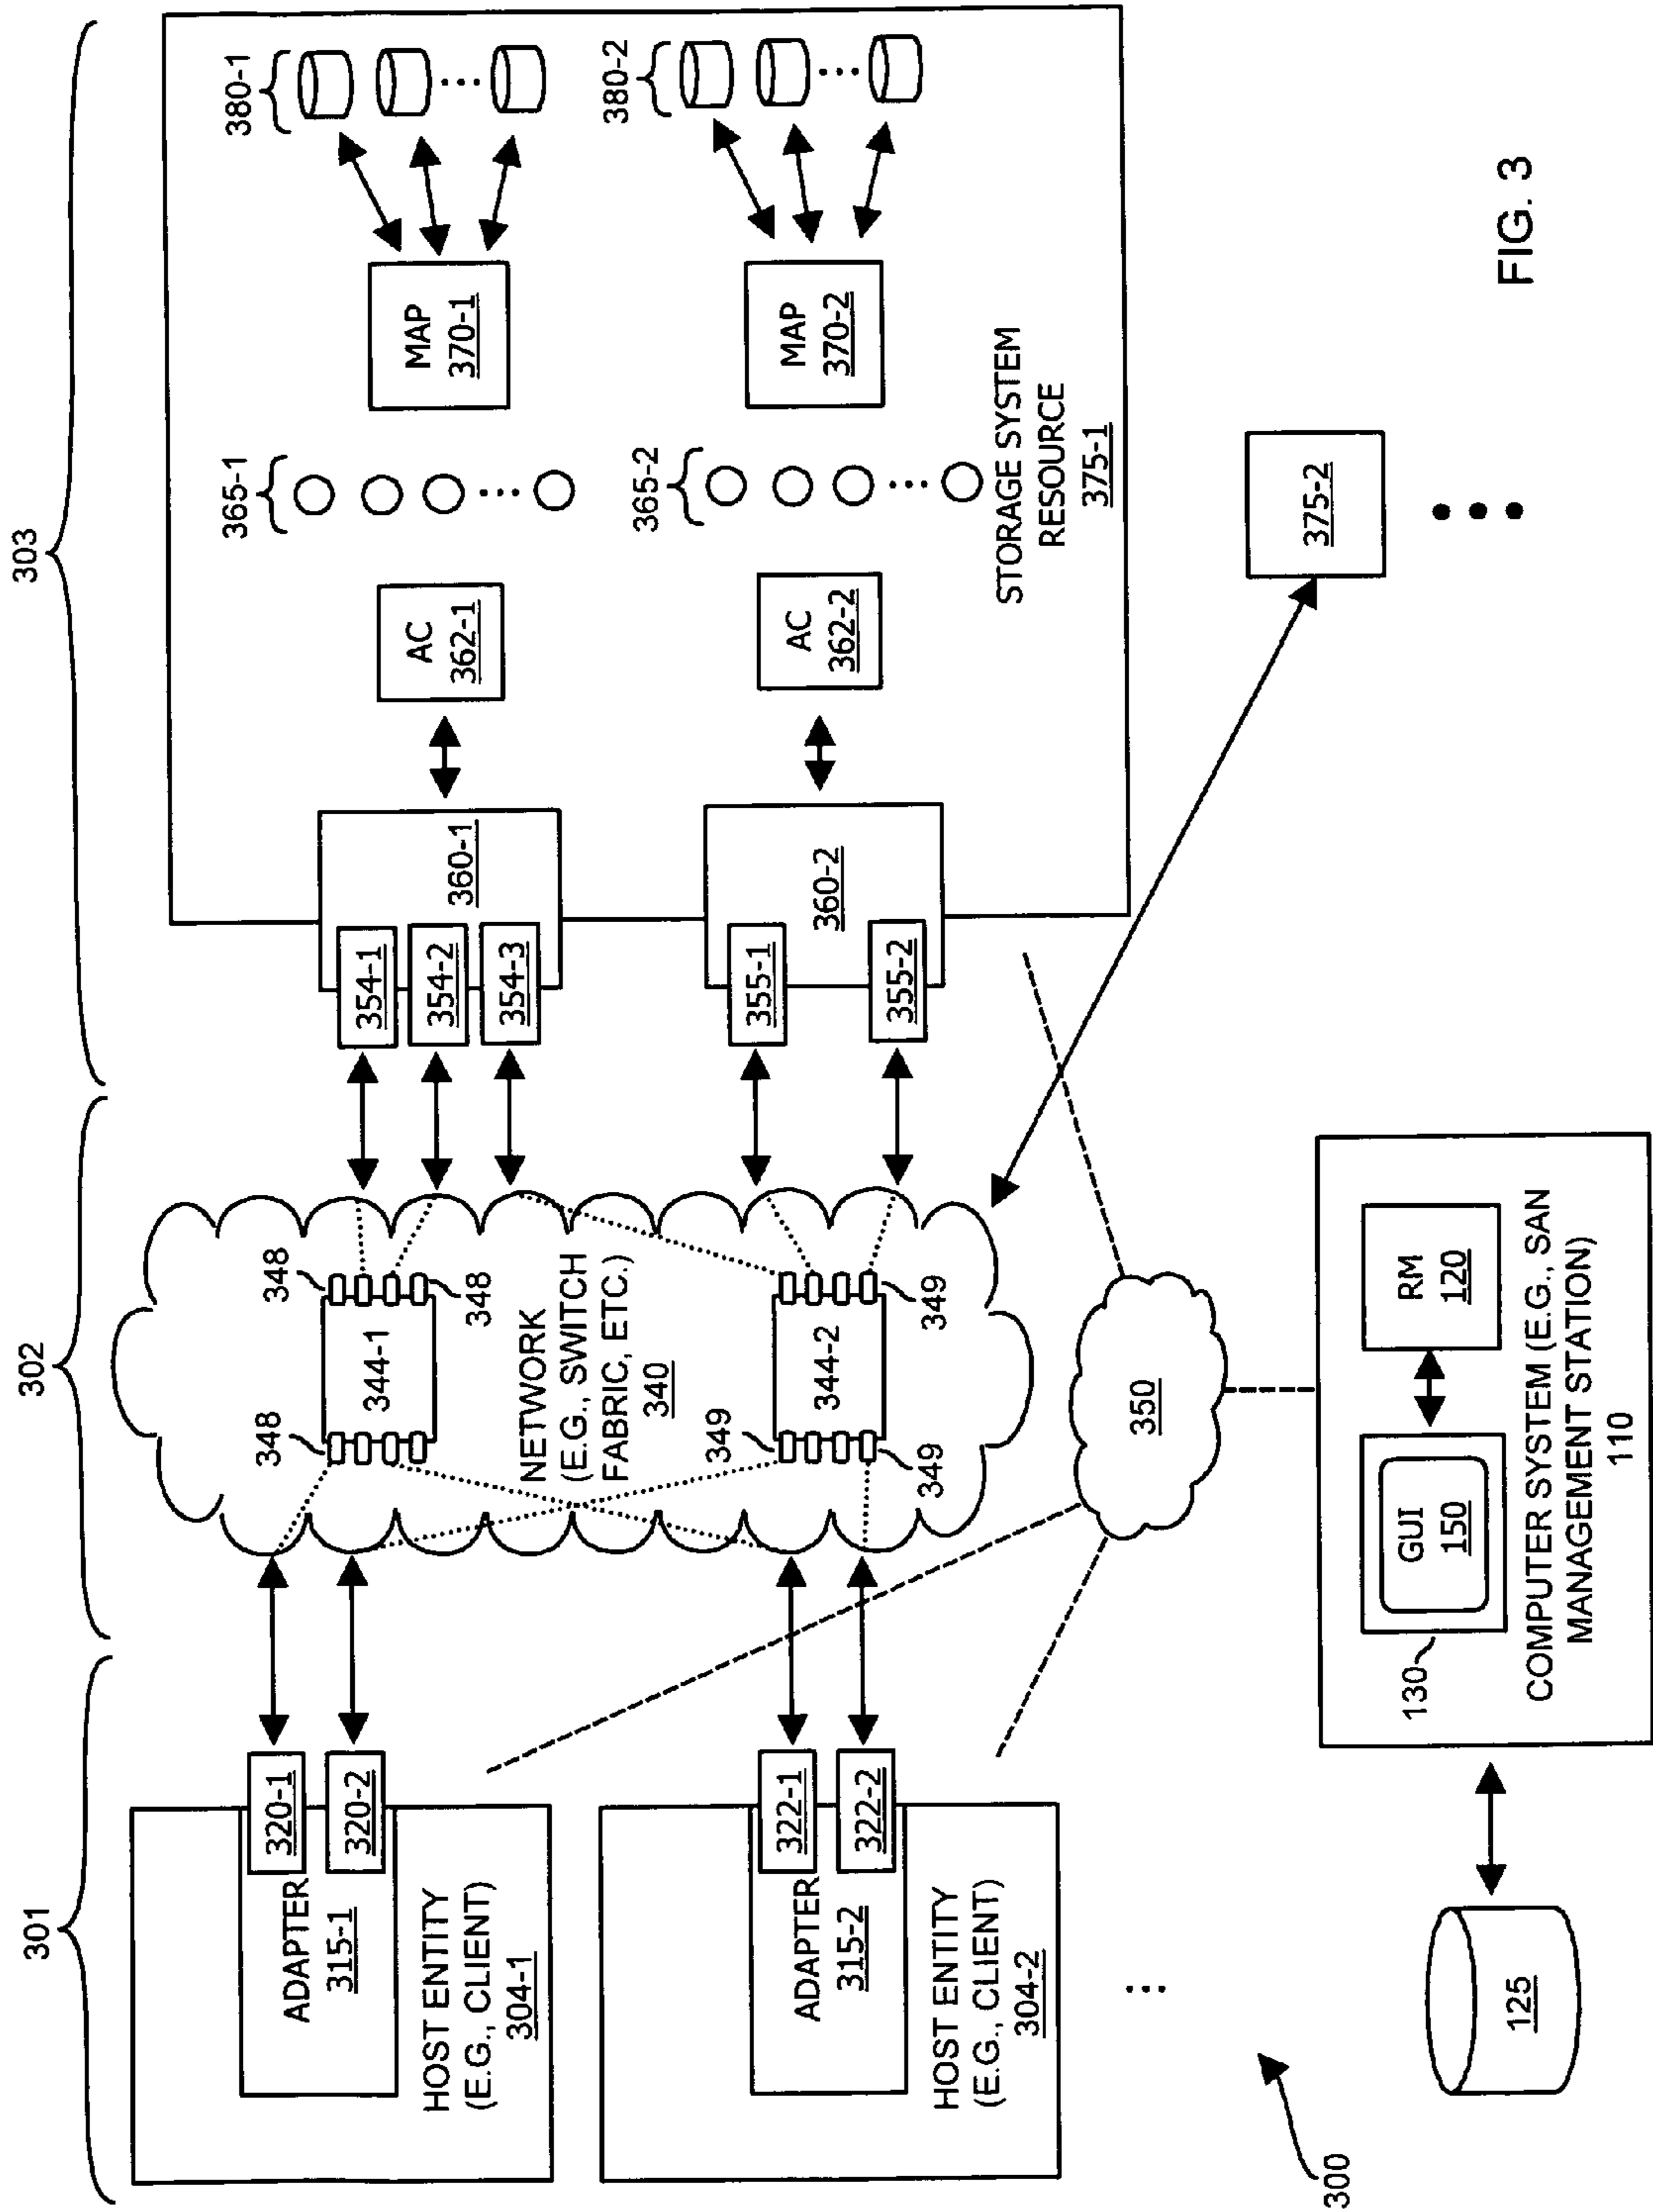 301
302
303
HOST ENTITY
(E.G., CLIENT)
304-1
ADAPTER
315-1
320-1
320-2
HOST ENTITY
(E.G., CLIENT)
304-2
ADAPTER
315-2
322-1
322-2
...
348
344-1
348
348
NETWORK
(E.G., SWITCH
FABRIC, ETC.)
340
349
344-2
349
349
349
354-1
354-2
354-3
360-1
355-1
355-2
360-2
AC
362-1
AC
362-2
365-1
...
365-2
...
MAP
370-1
MAP
370-2
380-1
...
380-2
...
STORAGE SYSTEM
RESOURCE
375-1
375-2
...
350
300
125
130
GUI
150
RM
120
COMPUTER SYSTEM (E.G., SAN
MANAGEMENT STATION)
110
FIG. 3